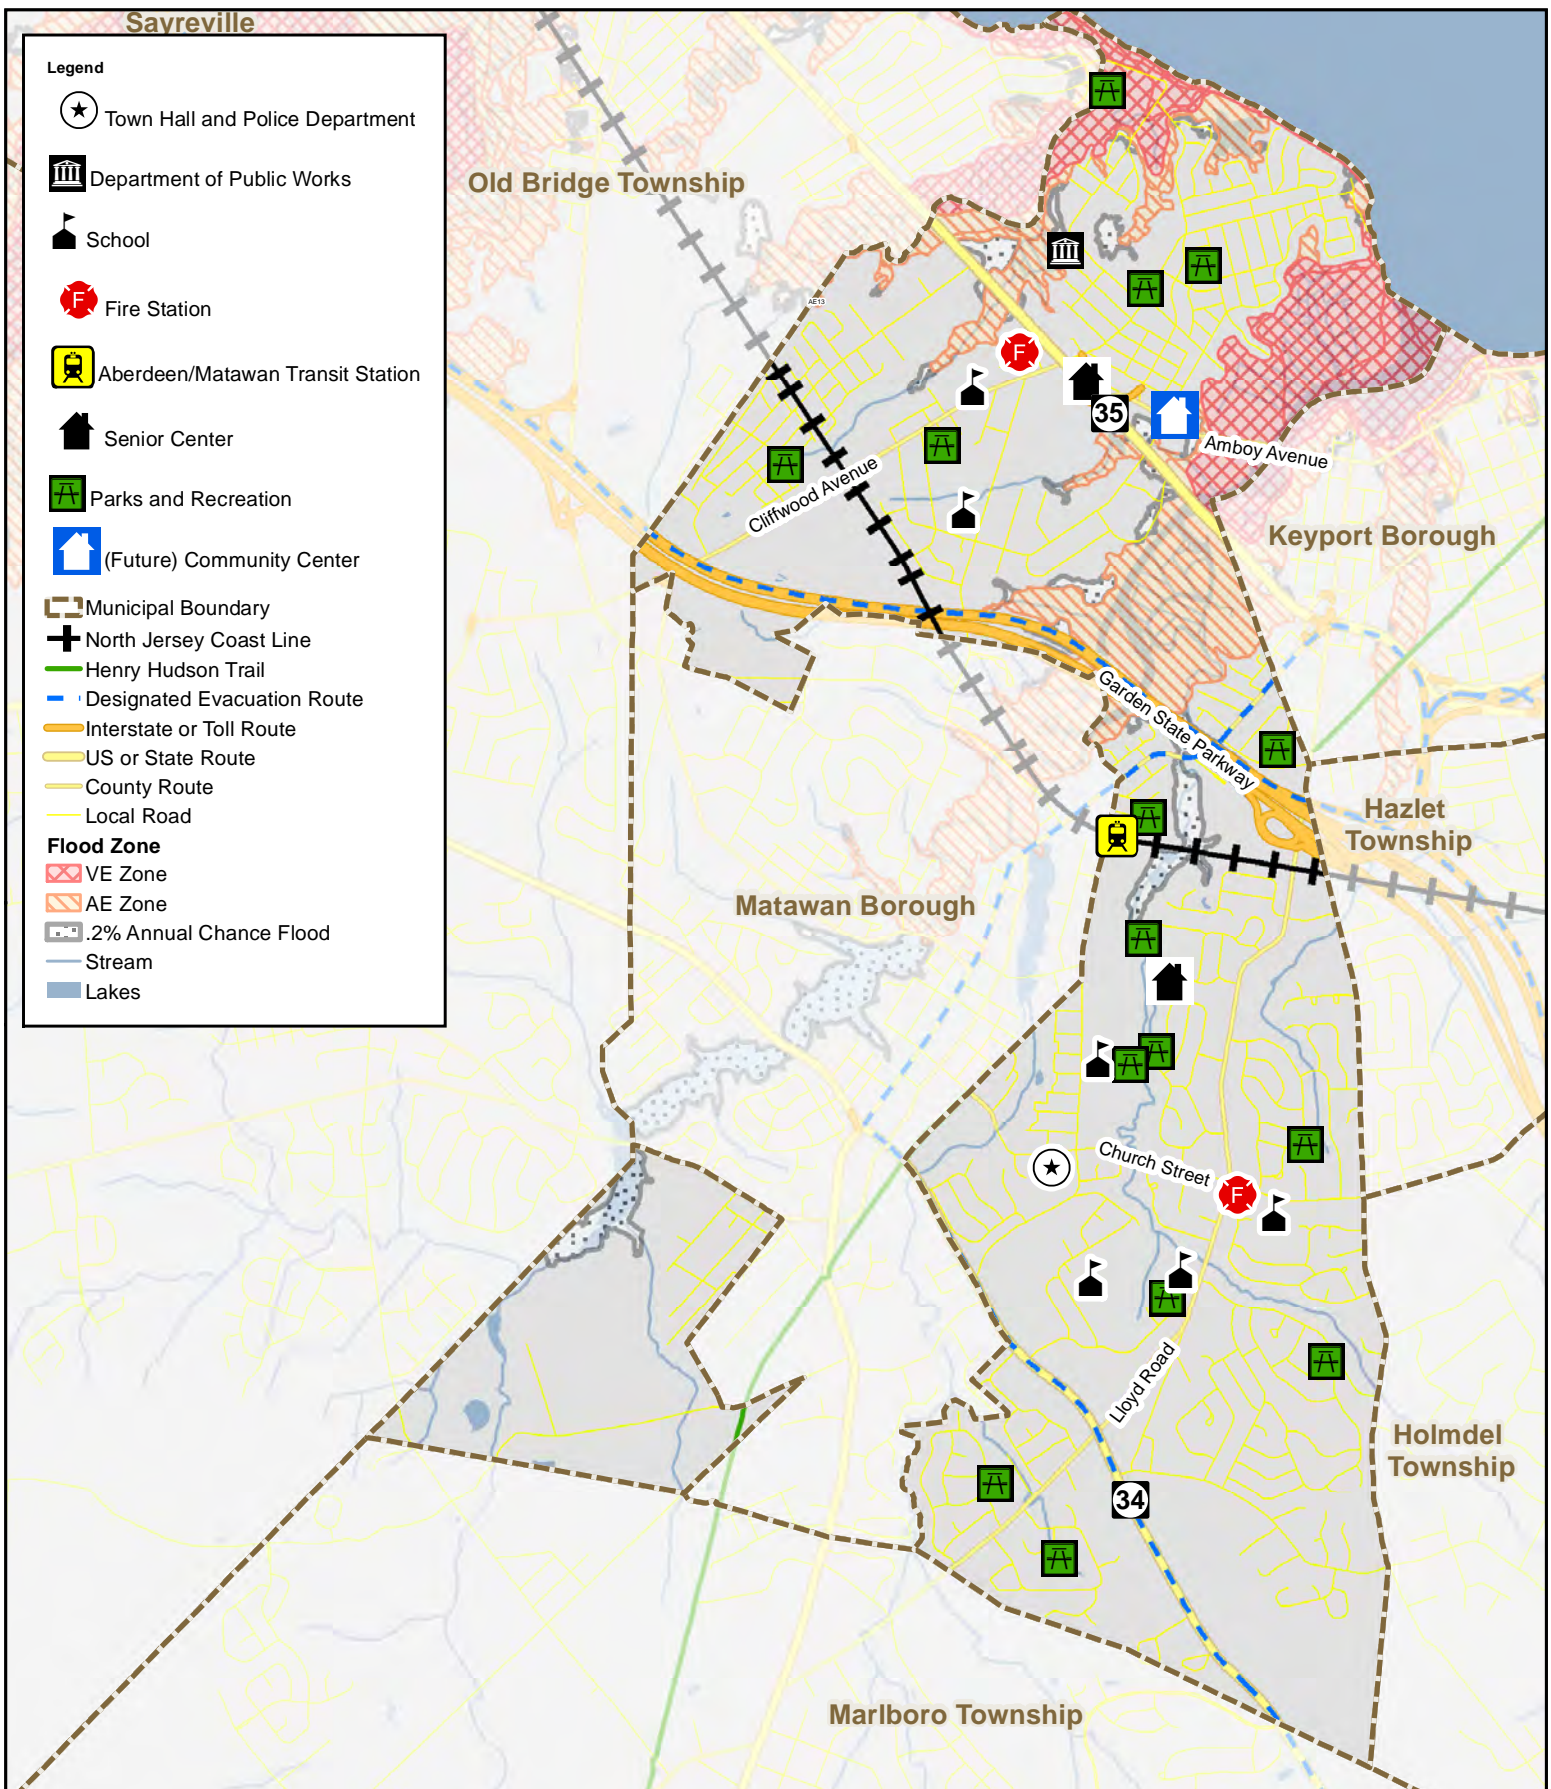 Sayreville
Legend
Town Hall and Police Department
Department of Public Works
School
F
Fire Station
Aberdeen/Matawan Transit Station
Senior Center
Parks and Recreation
(Future) Community Center
Municipal Boundary
North Jersey Coast Line
Henry Hudson Trail
Designated Evacuation Route
Interstate or Toll Route
US or State Route
County Route
Local Road
Flood Zone
VE Zone
AE Zone
.2% Annual Chance Flood
Stream
Lakes
Old Bridge Township
AE13
F
35
Amboy Avenue
Cliffwood Avenue
Keyport Borough
Garden State Parkway
Hazlet
Township
Matawan Borough
Church Street
F
Lloyd Road
Holmdel
Township
34
Marlboro Township